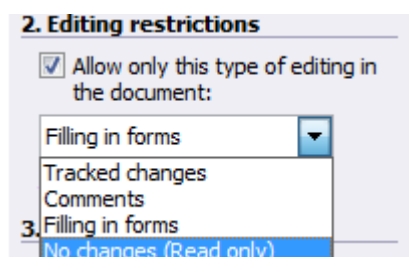 2. Editing restrictions
Allow only this type of editing in
the document:
Filling in forms
Tracked changes
Comments
3. Filling in forms
No changes (Read only)